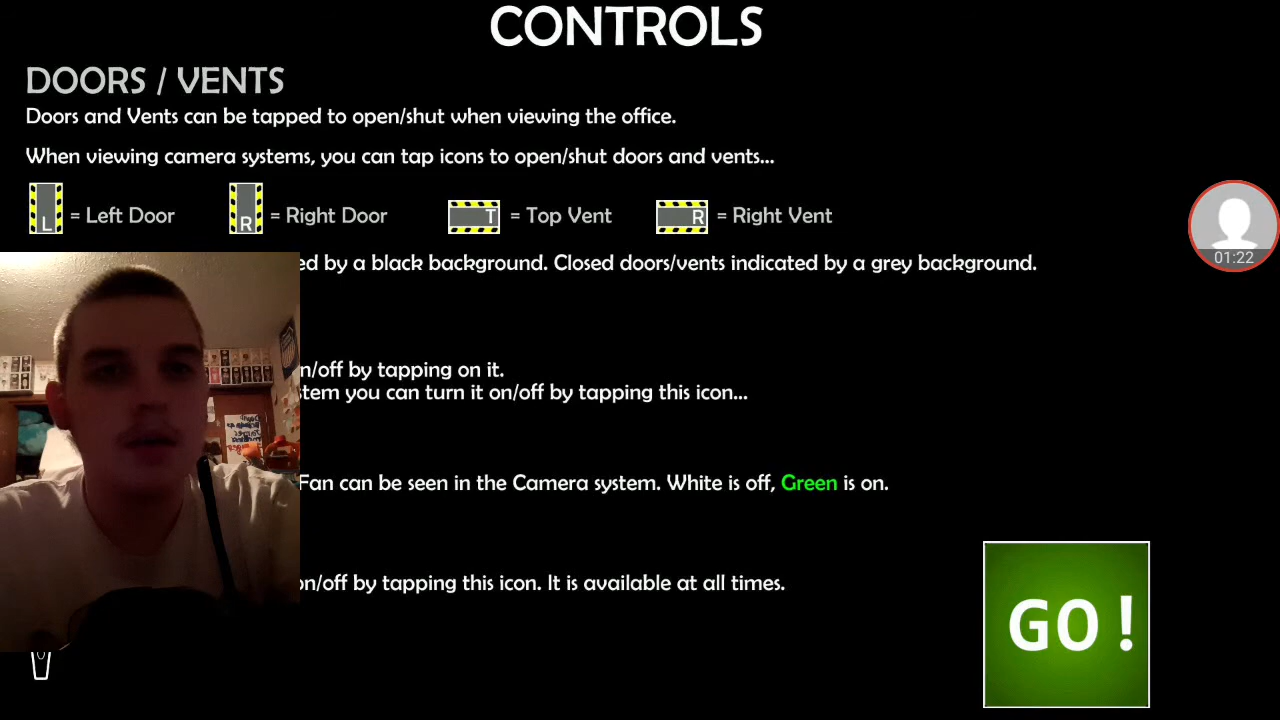 CONTROLS
DOORS / VENTS
Doors and Vents can be tapped to open/shut when viewing the office.
When viewing camera systems, you can tap icons to open/shut doors and vents...
L = Left Door R = Right Door T = Top Vent R = Right Vent
ed by a black background. Closed doors/vents indicated by a grey background.
01:22
n/off by tapping on it.
stem you can turn it on/off by tapping this icon...
Fan can be seen in the Camera system. White is off, Green is on.
on/off by tapping this icon. It is available at all times.
GO!